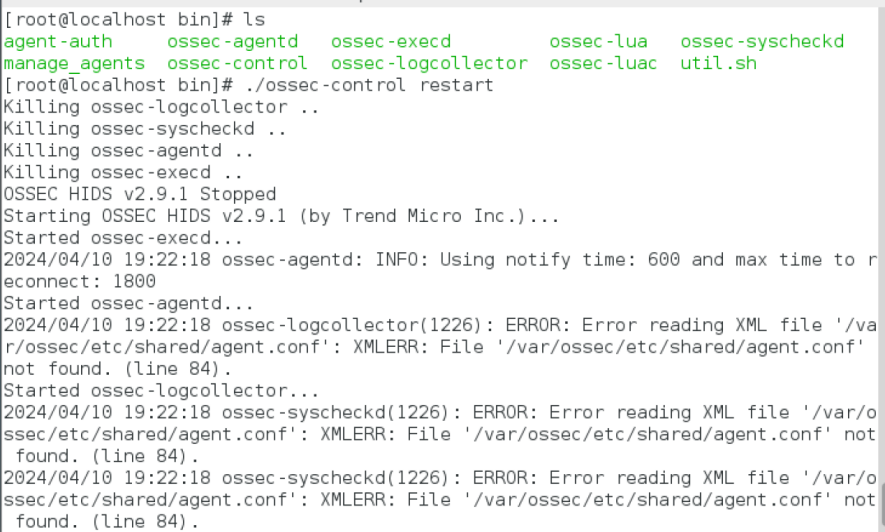 [root@localhost bin]# ls
agent-auth     ossec-agentd   ossec-execd         ossec-lua   ossec-syscheckd
manage_agents  ossec-control  ossec-logcollector  ossec-luac  util.sh
[root@localhost bin]# ./ossec-control restart
Killing ossec-logcollector ..
Killing ossec-syscheckd ..
Killing ossec-agentd ..
Killing ossec-execd ..
OSSEC HIDS v2.9.1 Stopped
Starting OSSEC HIDS v2.9.1 (by Trend Micro Inc.)...
Started ossec-execd...
2024/04/10 19:22:18 ossec-agentd: INFO: Using notify time: 600 and max time to r
econnect: 1800
Started ossec-agentd...
2024/04/10 19:22:18 ossec-logcollector(1226): ERROR: Error reading XML file '/va
r/ossec/etc/shared/agent.conf': XMLERR: File '/var/ossec/etc/shared/agent.conf'
not found. (line 84).
Started ossec-logcollector...
2024/04/10 19:22:18 ossec-syscheckd(1226): ERROR: Error reading XML file '/var/o
ssec/etc/shared/agent.conf': XMLERR: File '/var/ossec/etc/shared/agent.conf' not
 found. (line 84).
2024/04/10 19:22:18 ossec-syscheckd(1226): ERROR: Error reading XML file '/var/o
ssec/etc/shared/agent.conf': XMLERR: File '/var/ossec/etc/shared/agent.conf' not
 found. (line 84).